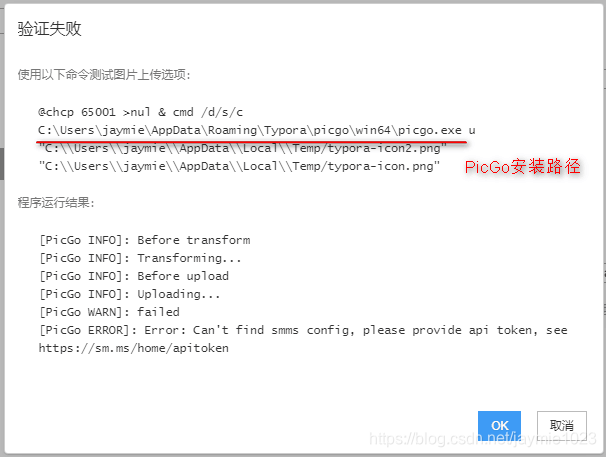 验证失败
使用以下命令测试图片上传选项:
@chcp 65001 >nul & cmd /d/s/c
C:\Users\jaymie\AppData\Roaming\Typora\picgo\win64\picgo.exe u
"C:\\Users\\jaymie\\AppData\\Local\\Temp/typora-icon2.png"
"C:\\Users\\jaymie\\AppData\\Local\\Temp/typora-icon.png"
PicGo安装路径
程序运行结果:
[PicGo INFO]: Before transform
[PicGo INFO]: Transforming...
[PicGo INFO]: Before upload
[PicGo INFO]: Uploading...
[PicGo WARN]: failed
[PicGo ERROR]: Error: Can't find smms config, please provide api token, see
https://sm.ms/home/apitoken
OK
取消
https://blog.csdn.net/jaymie1023